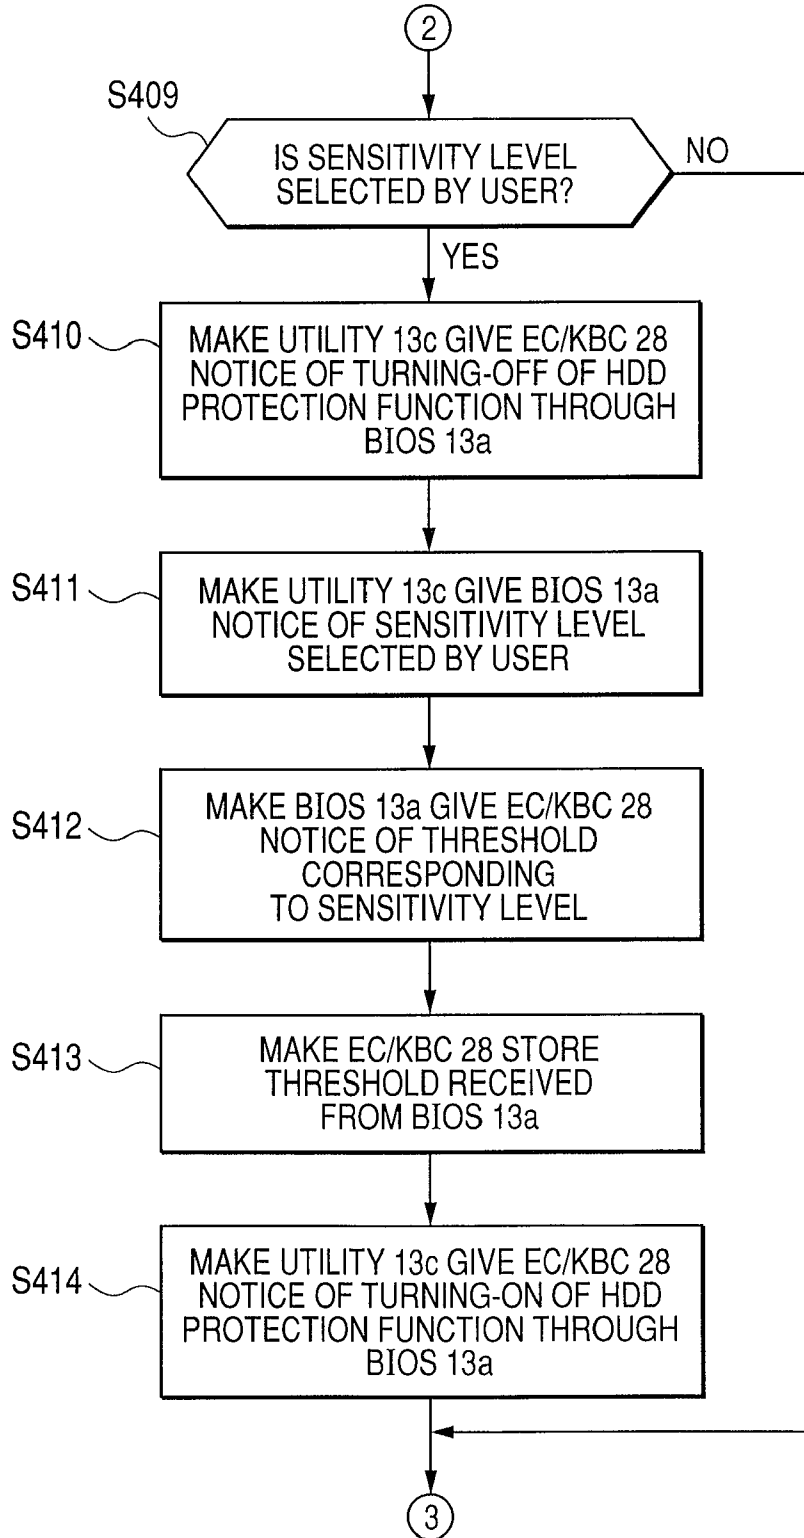 2
S409
IS SENSITIVITY LEVEL
SELECTED BY USER?
NO
YES
S410
MAKE UTILITY 13c GIVE EC/KBC 28
NOTICE OF TURNING-OFF OF HDD
PROTECTION FUNCTION THROUGH
BIOS 13a
S411
MAKE UTILITY 13c GIVE BIOS 13a
NOTICE OF SENSITIVITY LEVEL
SELECTED BY USER
S412
MAKE BIOS 13a GIVE EC/KBC 28
NOTICE OF THRESHOLD
CORRESPONDING
TO SENSITIVITY LEVEL
S413
MAKE EC/KBC 28 STORE
THRESHOLD RECEIVED
FROM BIOS 13a
S414
MAKE UTILITY 13c GIVE EC/KBC 28
NOTICE OF TURNING-ON OF HDD
PROTECTION FUNCTION THROUGH
BIOS 13a
3